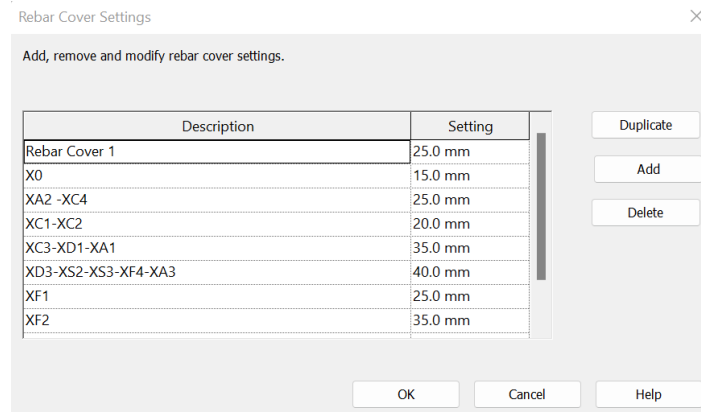 Rebar Cover Settings
Add, remove and modify rebar cover settings.
Description Setting
Rebar Cover 1 25.0 mm
X0 15.0 mm
XA2 -XC4 25.0 mm
XC1-XC2 20.0 mm
XC3-XD1-XA1 35.0 mm
XD3-XS2-XS3-XF4-XA3 40.0 mm
XF1 25.0 mm
XF2 35.0 mm
Duplicate
Add
Delete
OK Cancel Help